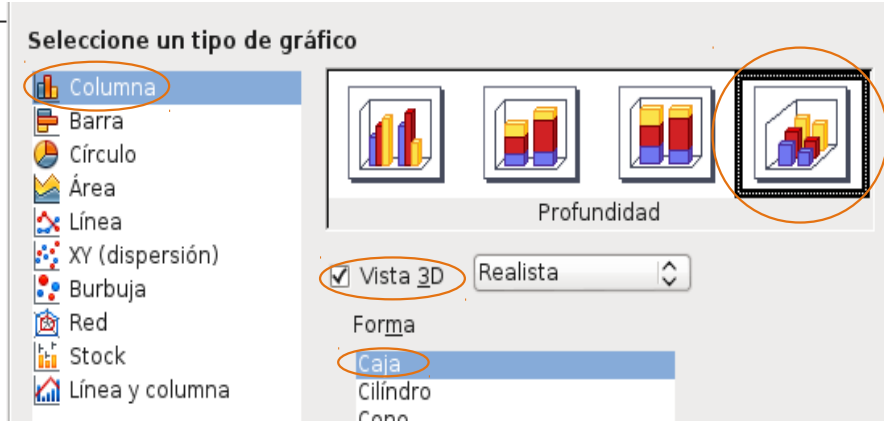 Seleccione un tipo de gráfico
Columna
Barra
Círculo
Área
Línea
XY (dispersión)
Burbuja
Red
Stock
Línea y columna
Profundidad
Vista 3D
Realista
Forma
Caja
Cilíndro
Cono